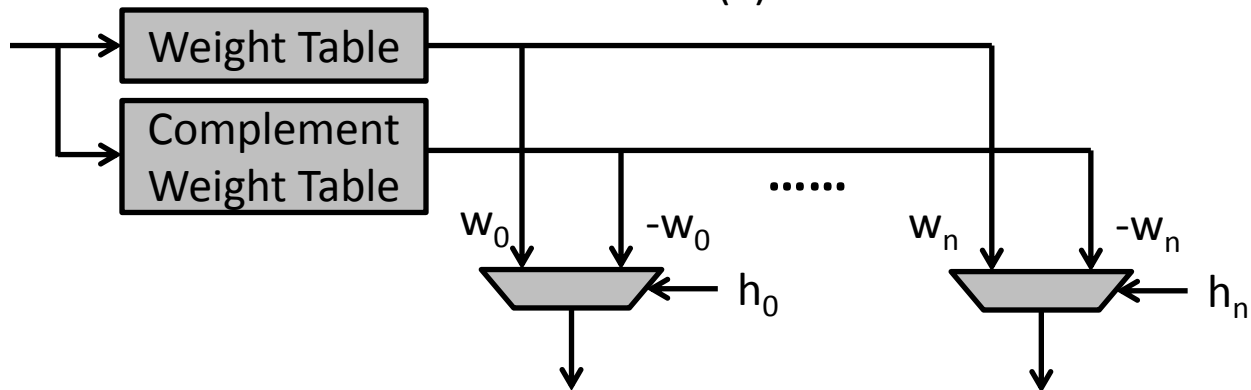 Weight Table
Complement
Weight Table
......
w₀
-w₀
wₙ
-wₙ
h₀
hₙ